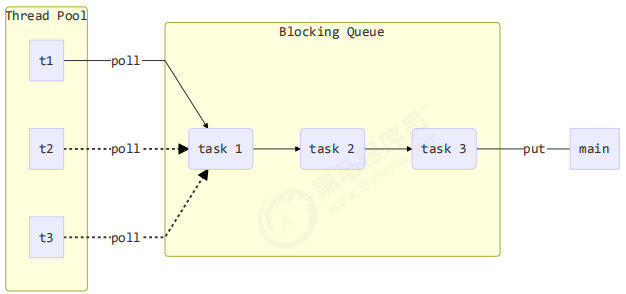 Thread Pool
Blocking Queue
t1
poll
t2
poll
task 1
task 2
task 3
put
main
t3
poll
黑马程序员
www.itheima.com